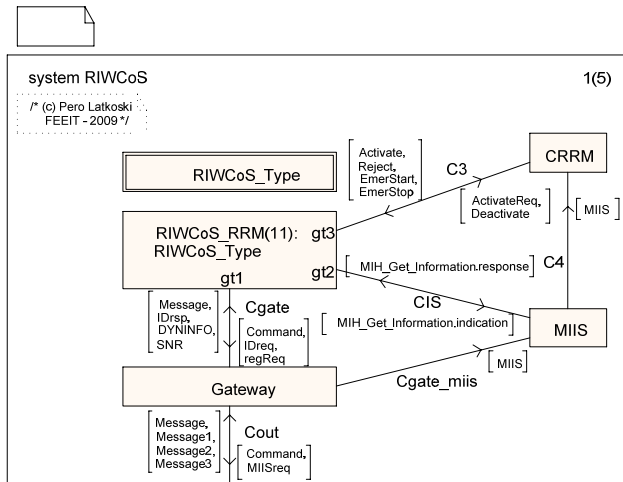 system RIWCoS
1(5)
/* (c) Pero Latkoski
FEEIT - 2009 */
RIWCoS_Type
Activate,
Reject,
EmerStart,
EmerStop
C3
CRRM
ActivateReq,
Deactivate
[MIIS]
RIWCoS_RRM(11):
RIWCoS_Type
gt3
gt2
gt1
[MIH_Get_Information.response]
C4
CIS
[MIH_Get_Information.indication]
MIIS
Message,
IDrsp,
DYNINFO,
SNR
Cgate
Command,
IDreq,
regReq
[MIIS]
Cgate_miis
Gateway
Message,
Message1,
Message2,
Message3
Cout
Command,
MIISreq